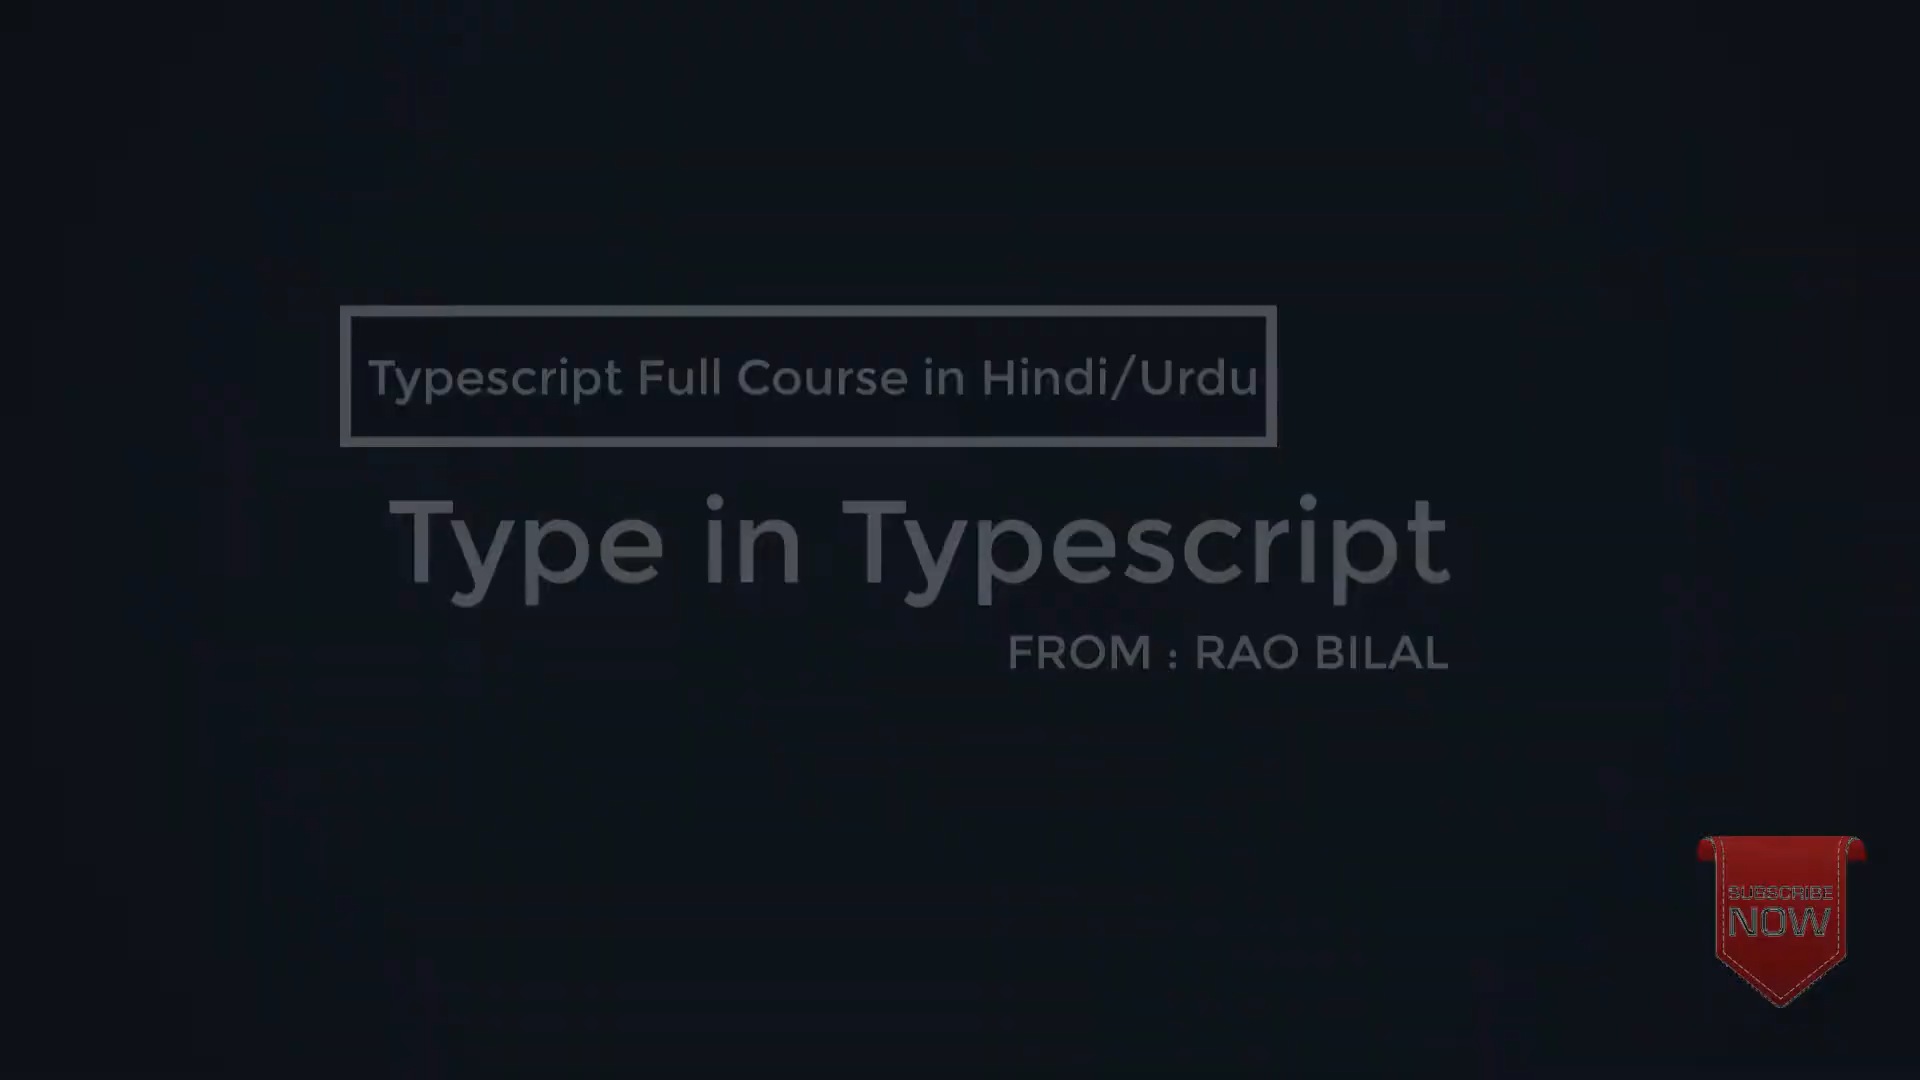 Typescript Full Course in Hindi/Urdu
Type in Typescript
FROM : RAO BILAL
SUBSCRIBE
NOW